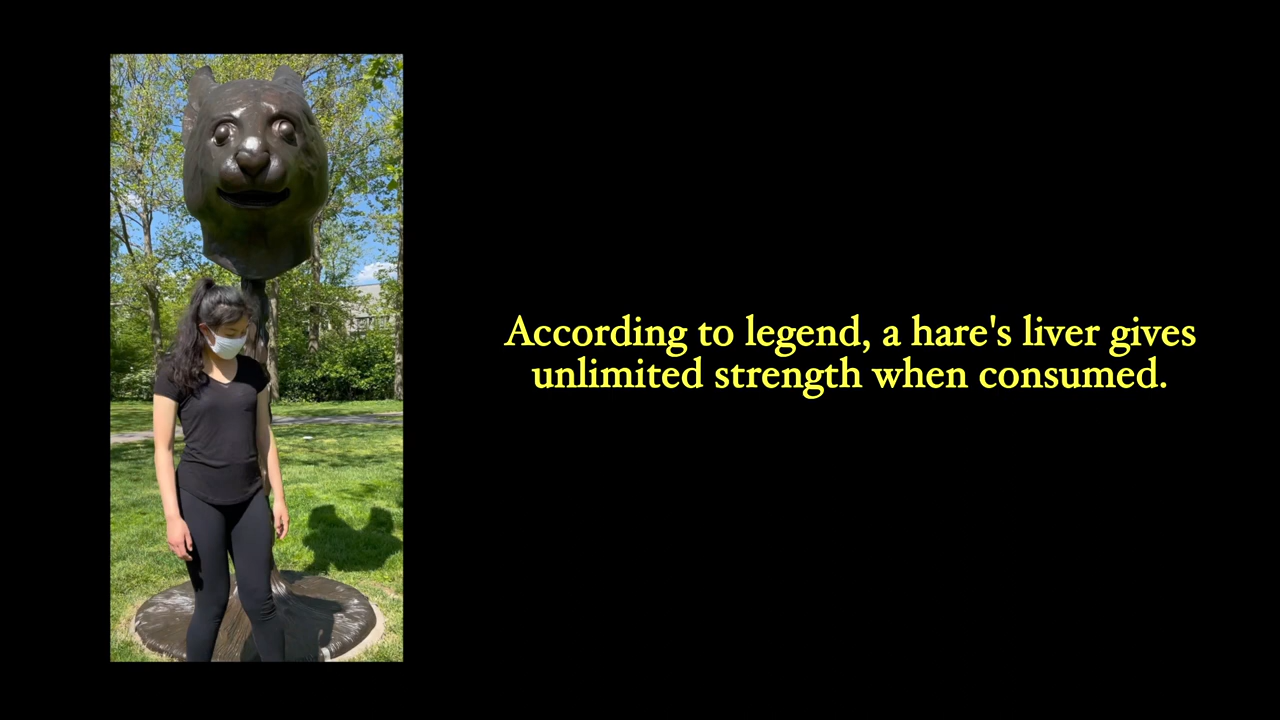 According to legend, a hare's liver gives
unlimited strength when consumed.